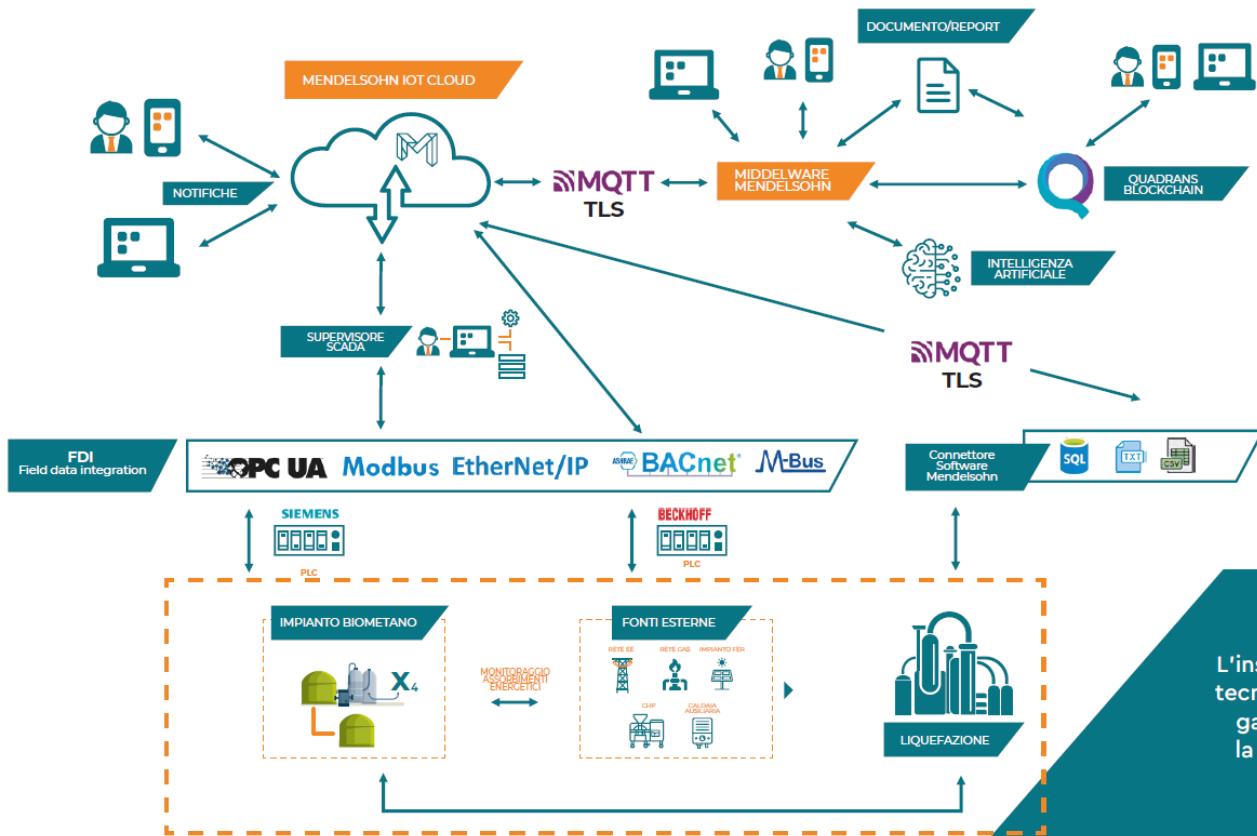 DOCUMENTO/REPORT
MENDELSOHN IOT CLOUD
M
NOTIFICHE
MQTT
TLS
MIDDELWARE
MENDELSOHN
QUADRANS
BLOCKCHAIN
INTELLIGENZA
ARTIFICIALE
SUPERVISORE
SCADA
MQTT
TLS
FDI
Field data integration
OPC UA
Modbus
EtherNet/IP
ASHRAE BACnet
M-Bus
Connettore
Software
Mendelsohn
SQL
TXT
CSV
SIEMENS
PLC
BECKHOFF
PLC
IMPIANTO BIOMETANO
X4
MONITORAGGIO
ASSORBIMENTI
ENERGETICI
FONTI ESTERNE
RETE EE
RETE GAS
IMPIANTO FER
CHP
CALDAIA
AUSILIARIA
LIQUEFAZIONE
L'ins
tecn
ga
la